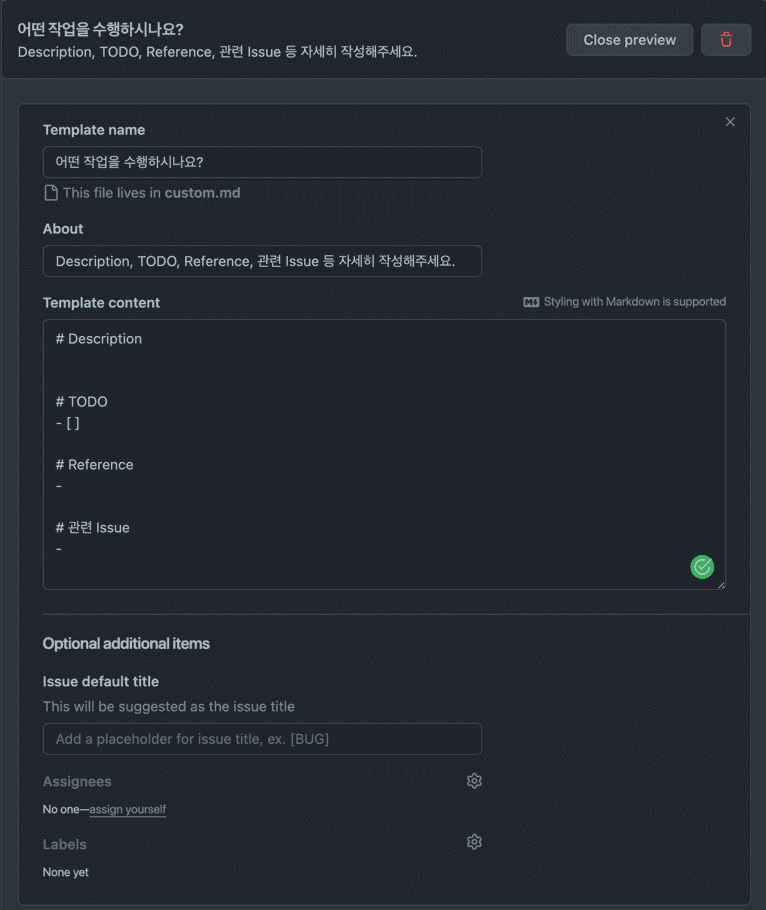 어떤 작업을 수행하시나요?
Description, TODO, Reference, 관련 Issue 등 자세히 작성해주세요.
Close preview
Template name
어떤 작업을 수행하시나요?
This file lives in custom.md
About
Description, TODO, Reference, 관련 Issue 등 자세히 작성해주세요.
Template content
Styling with Markdown is supported
# Description
# TODO
- [ ]
# Reference
-
# 관련 Issue
-
Optional additional items
Issue default title
This will be suggested as the issue title
Add a placeholder for issue title, ex. [BUG]
Assignees
No one—assign yourself
Labels
None yet